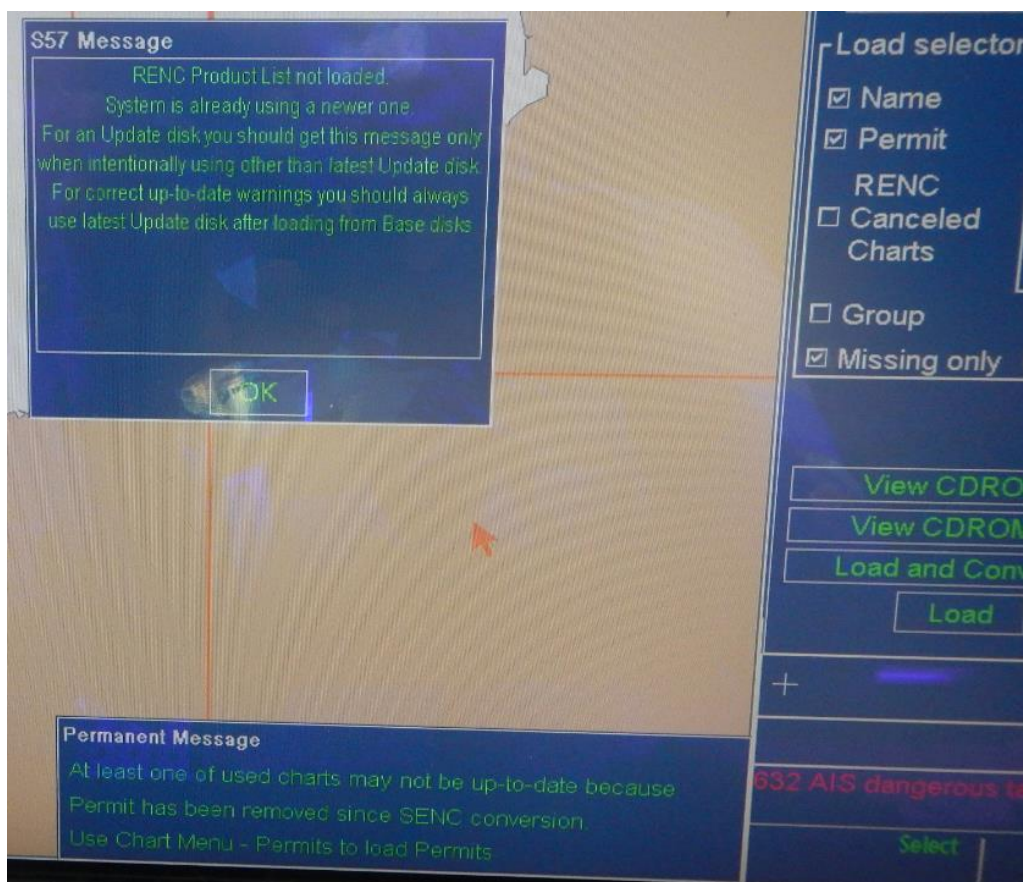 S57 Message
RENC Product List not loaded.
System is already using a newer one.
For an Update disk you should get this message only
when intentionally using other than latest Update disk.
For correct up-to-date warnings you should always
use latest Update disk after loading from Base disks
OK
Permanent Message
At least one of used charts may not be up-to-date because
Permit has been removed since SENC conversion.
Use Chart Menu - Permits to load Permits
Load selector
Name
Permit
RENC
Canceled
Charts
Group
Missing only
View CDRO
View CDROM
Load and Conv
Load
632 AIS dangerous ta
Select